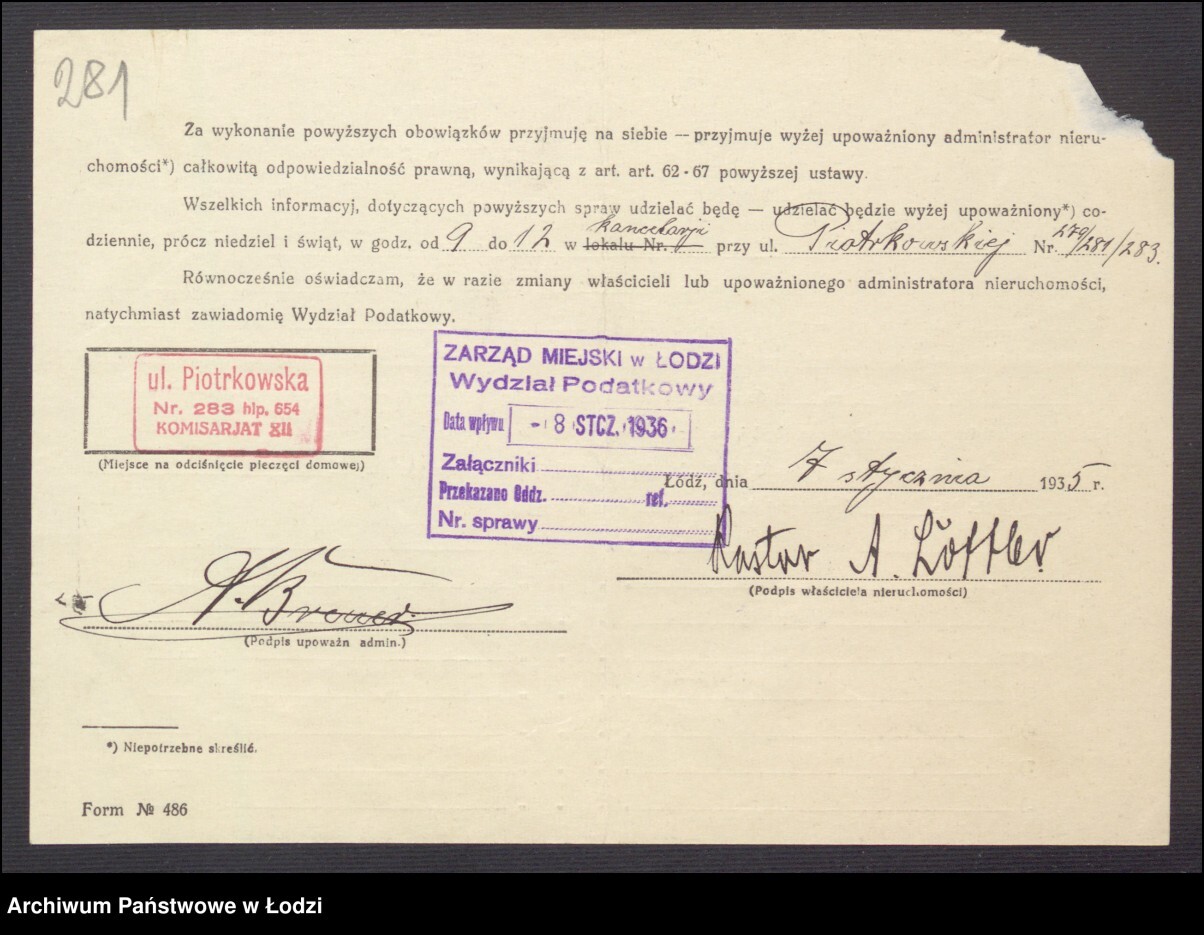 281
Za wykonanie powyższych obowiązków przyjmuję na siebie — przyjmuje wyżej upoważniony administrator nieru-
chomości*) całkowitą odpowiedzialność prawną, wynikającą z art. art. 62-67 powyższej ustawy.
Wszelkich informacyj, dotyczących powyższych spraw udzielać będę — udzielać będzie wyżej upoważniony*) co-
kancelarji
dziennie, prócz niedziel i świąt, w godz. od 9 do 12 w lokalu Nr. przy ul. Piotrkowskiej Nr. 279/281/283.
Równocześnie oświadczam, że w razie zmiany właścicieli lub upoważnionego administratora nieruchomości,
natychmiast zawiadomię Wydział Podatkowy.
ul. Piotrkowska
Nr. 283 hlp. 654
KOMISARJAT XII
(Miejsce na odciśnięcie pieczęci domowej)
ZARZĄD MIEJSKI w ŁODZI
Wydział Podatkowy
Data wpływu - 8 STCZ. 1936
Załączniki
Przekazano Oddz. ref.
Nr. sprawy
Łódź, dnia 7 stycznia 1935 r.
Pastor A. Löffler
(Podpis właściciela nieruchomości)
(Podpis upoważn admin.)
*) Niepotrzebne skreślić.
Form № 486
Archiwum Państwowe w Łodzi